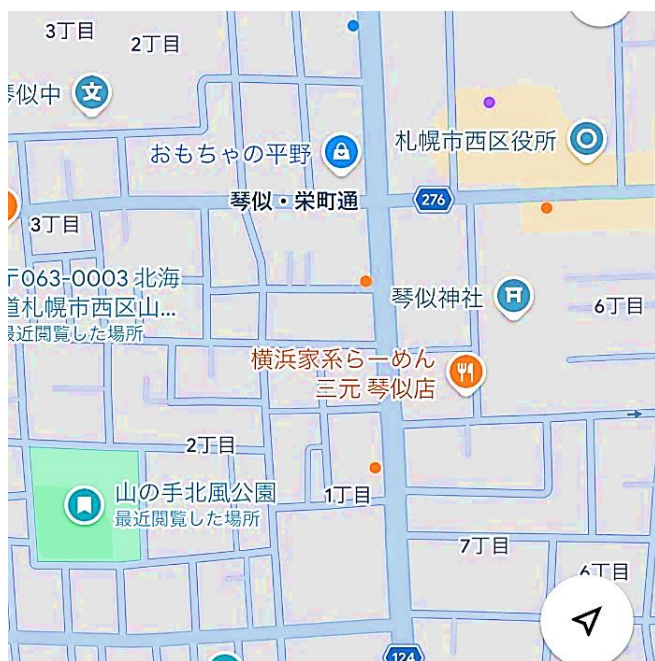 3丁目
2丁目
似中
おもちゃの平野
札幌市西区役所
琴似・栄町通
276
3丁目
〒063-0003 北海
道札幌市西区山...
最近閲覧した場所
琴似神社
6丁目
横浜家系らーめん
三元 琴似店
2丁目
山の手北風公園
最近閲覧した場所
1丁目
7丁目
6丁目
124